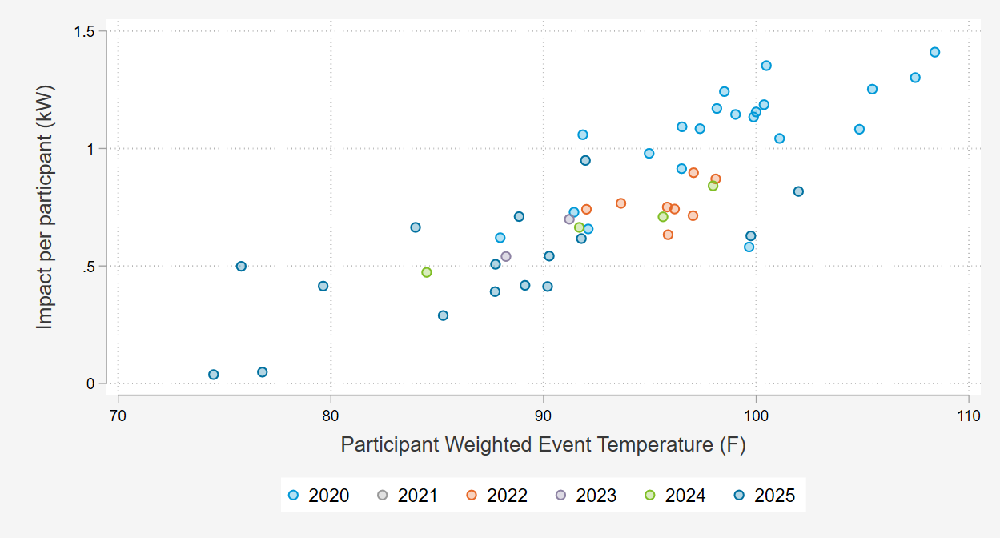 1.5
1
.5
0
Impact per particpant (kW)
70 80 90 100 110
Participant Weighted Event Temperature (F)
2020 2021 2022 2023 2024 2025